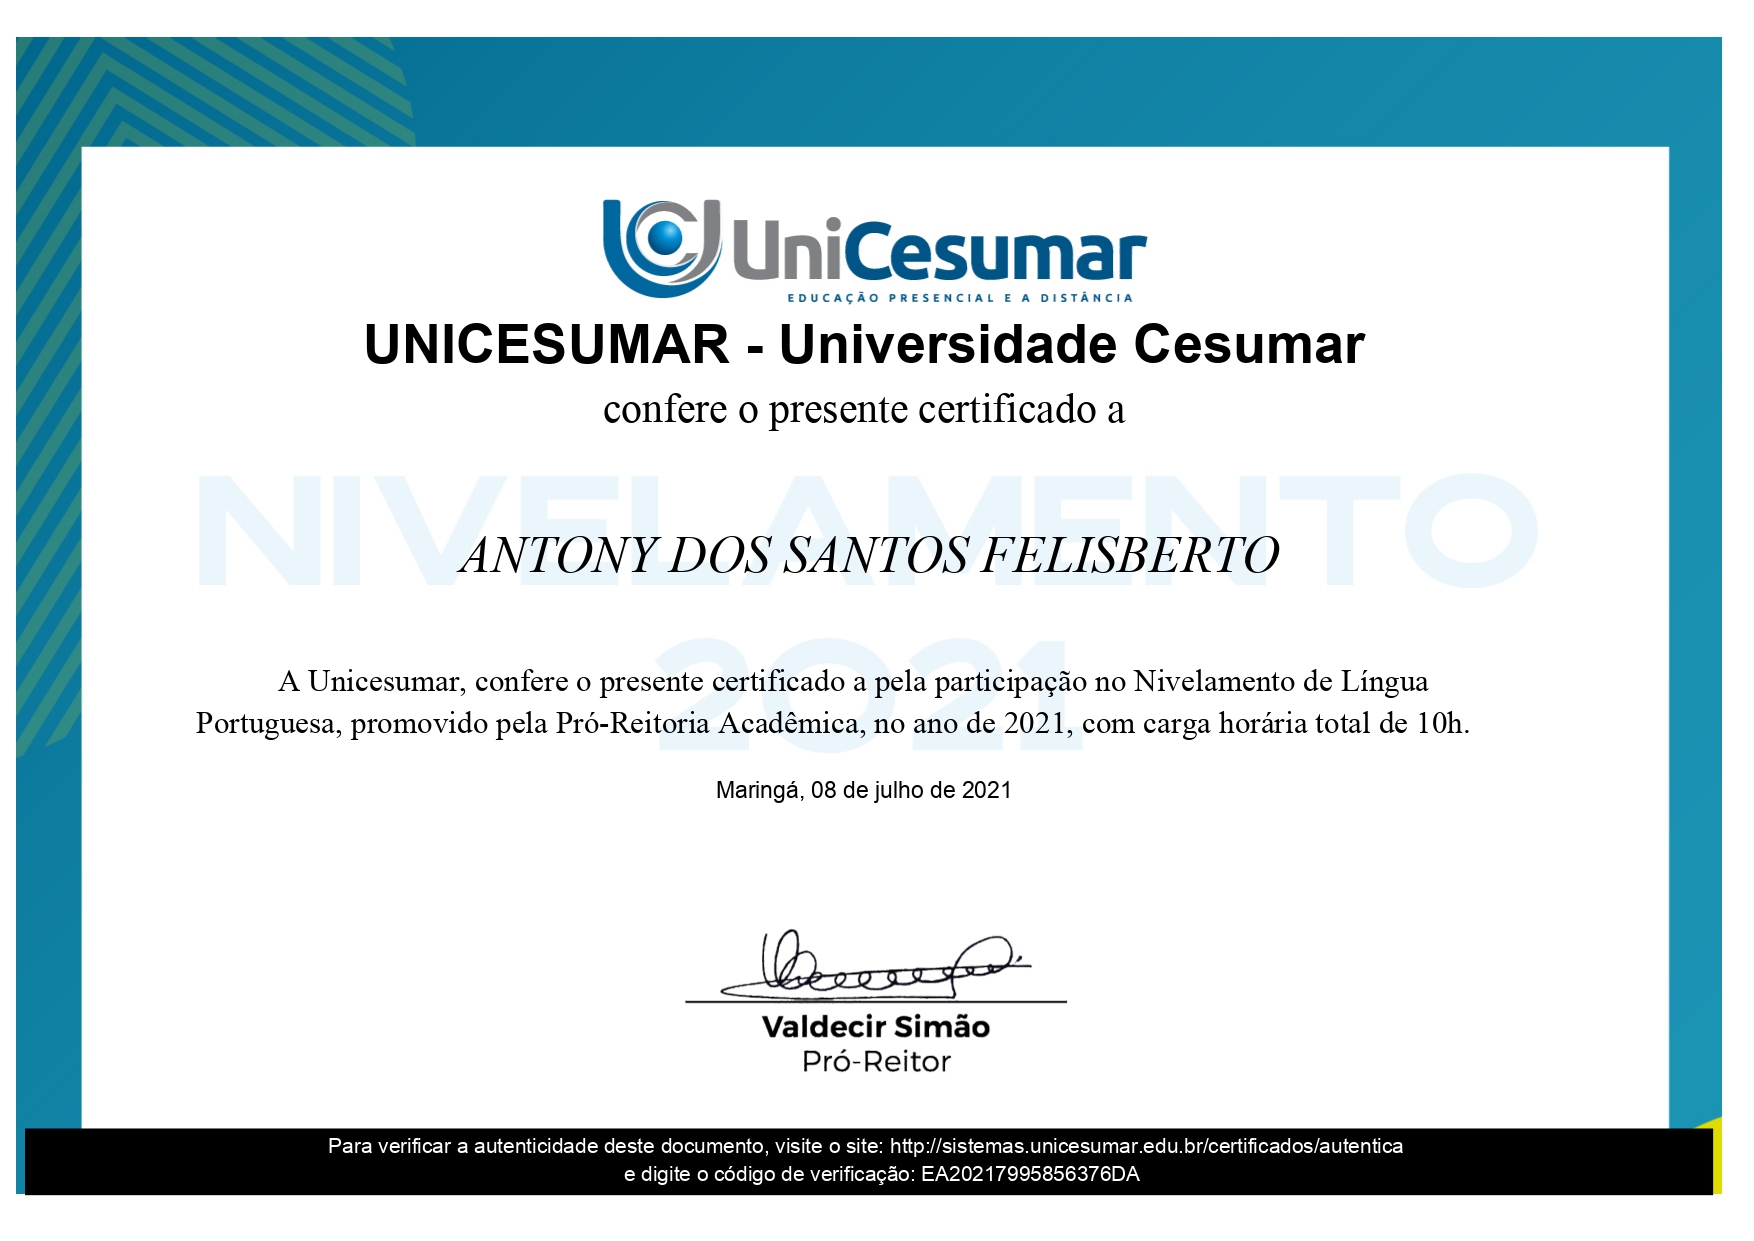 UniCesumar
EDUCAÇÃO PRESENCIAL E A DISTÂNCIA
UNICESUMAR - Universidade Cesumar
confere o presente certificado a
NIVELAMENTO
ANTONY DOS SANTOS FELISBERTO
2021
A Unicesumar, confere o presente certificado a pela participação no Nivelamento de Língua
Portuguesa, promovido pela Pró-Reitoria Acadêmica, no ano de 2021, com carga horária total de 10h.
Maringá, 08 de julho de 2021
Valdecir Simão
Pró-Reitor
Para verificar a autenticidade deste documento, visite o site: http://sistemas.unicesumar.edu.br/certificados/autentica
e digite o código de verificação: EA20217995856376DA